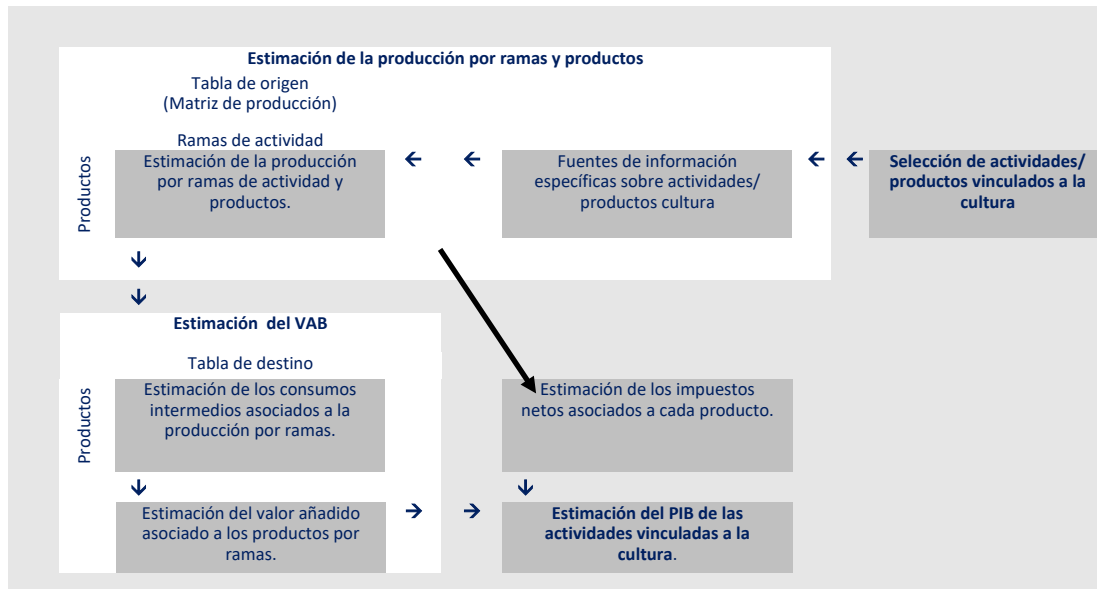 Estimación de la producción por ramas y productos
Tabla de origen
(Matriz de producción)
Ramas de actividad
Productos
Estimación de la producción
por ramas de actividad y
productos.
Fuentes de información
específicas sobre actividades/
productos cultura
Selección de actividades/
productos vinculados a la
cultura
Estimación del VAB
Tabla de destino
Productos
Estimación de los consumos
intermedios asociados a la
producción por ramas.
Estimación de los impuestos
netos asociados a cada producto.
Estimación del valor añadido
asociado a los productos por
ramas.
Estimación del PIB de las
actividades vinculadas a la
cultura.